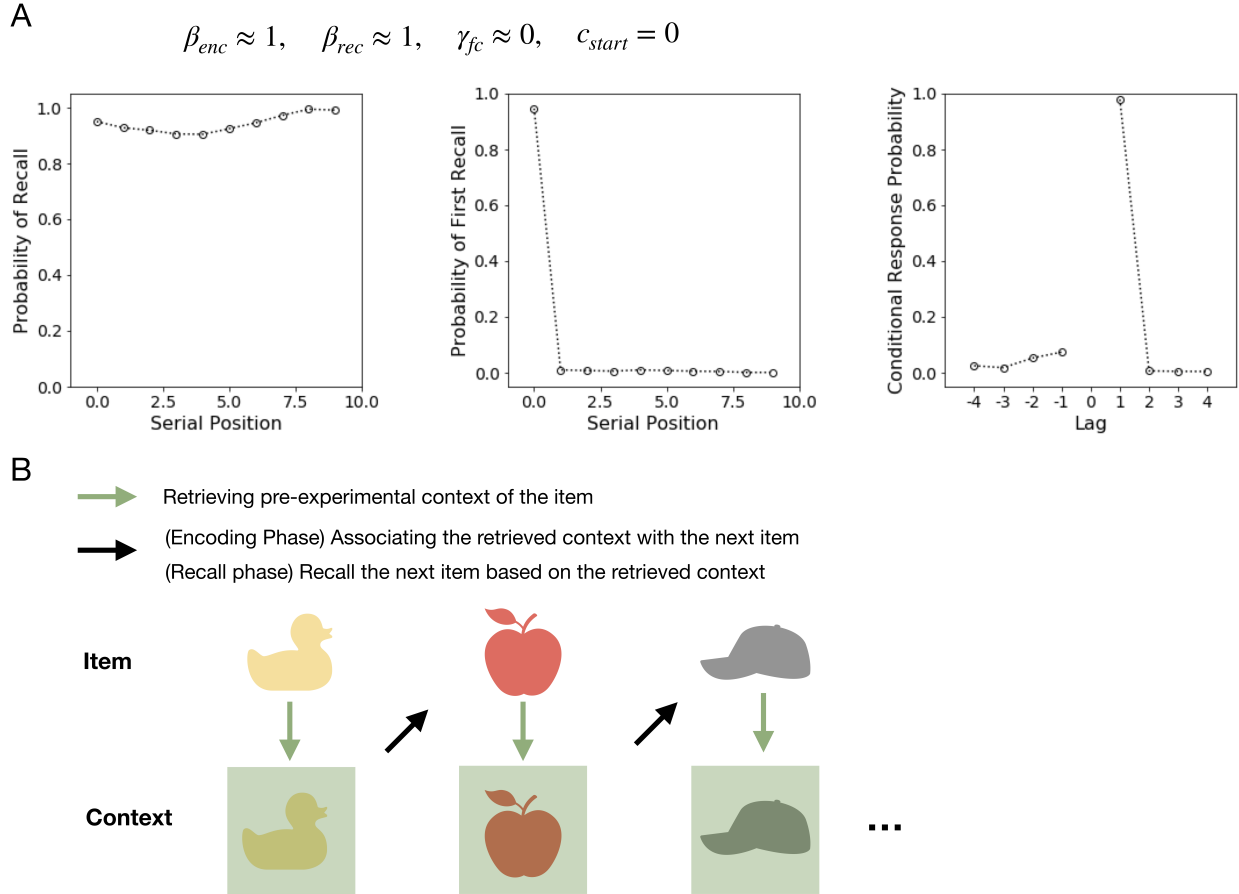 A
β_enc ≈ 1, β_rec ≈ 1, γ_fc ≈ 0, c_start = 0
Probability of Recall
1.0
0.8
0.6
0.4
0.2
0.0
0.0 2.5 5.0 7.5 10.0
Serial Position
Probability of First Recall
1.0
0.8
0.6
0.4
0.2
0.0
0.0 2.5 5.0 7.5 10.0
Serial Position
Conditional Response Probability
1.0
0.8
0.6
0.4
0.2
0.0
-4 -3 -2 -1 0 1 2 3 4
Lag
B
Retrieving pre-experimental context of the item
(Encoding Phase) Associating the retrieved context with the next item
(Recall phase) Recall the next item based on the retrieved context
Item
Context
...